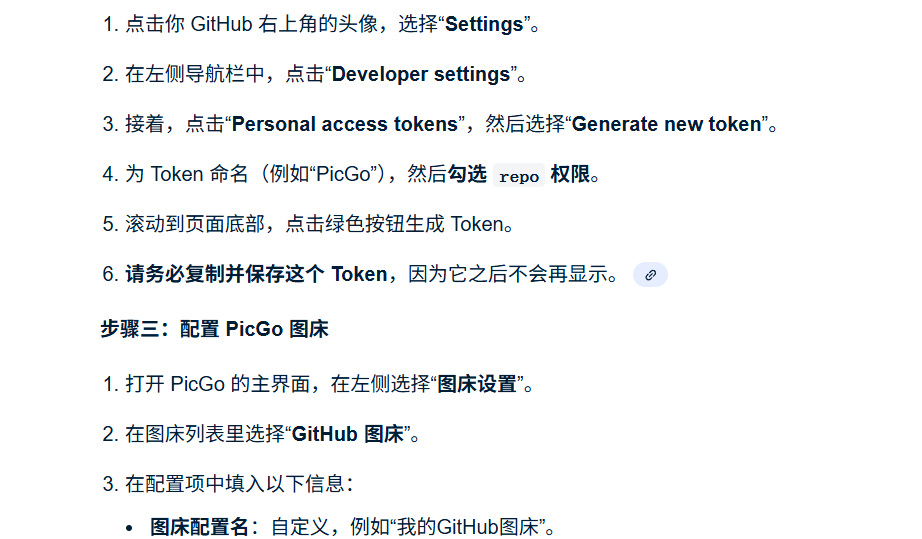 1. 点击你 GitHub 右上角的头像，选择“Settings”。
2. 在左侧导航栏中，点击“Developer settings”。
3. 接着，点击“Personal access tokens”，然后选择“Generate new token”。
4. 为 Token 命名（例如“PicGo”），然后勾选 repo 权限。
5. 滚动到页面底部，点击绿色按钮生成 Token。
6. 请务必复制并保存这个 Token，因为它之后不会再显示。
步骤三：配置 PicGo 图床
1. 打开 PicGo 的主界面，在左侧选择“图床设置”。
2. 在图床列表里选择“GitHub 图床”。
3. 在配置项中填入以下信息：
• 图床配置名：自定义，例如“我的GitHub图床”。